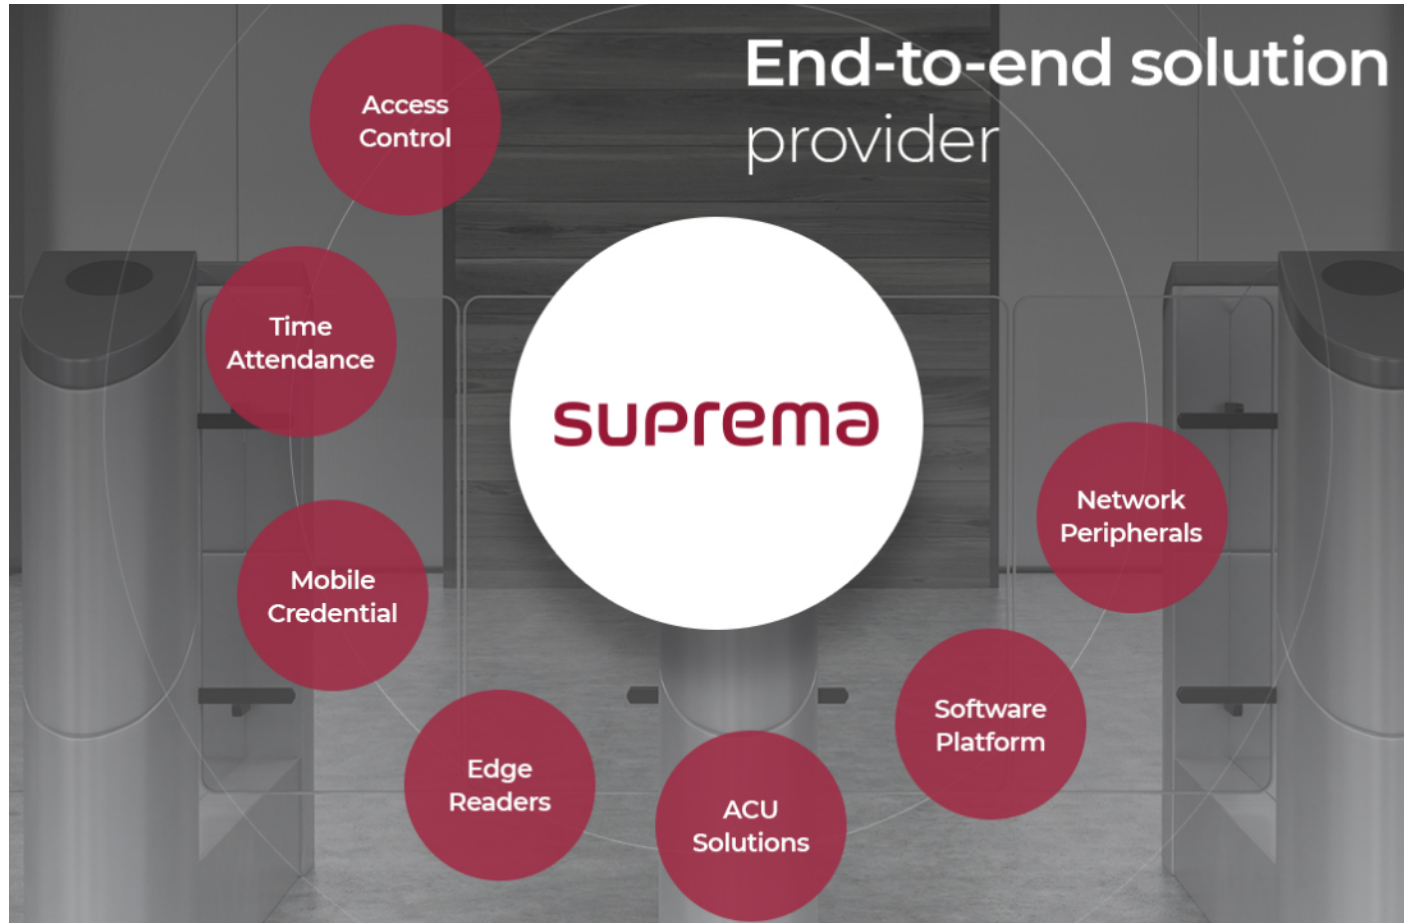 End-to-end solution
provider
Access
Control
Time
Attendance
Mobile
Credential
Edge
Readers
ACU
Solutions
Software
Platform
Network
Peripherals
suprema